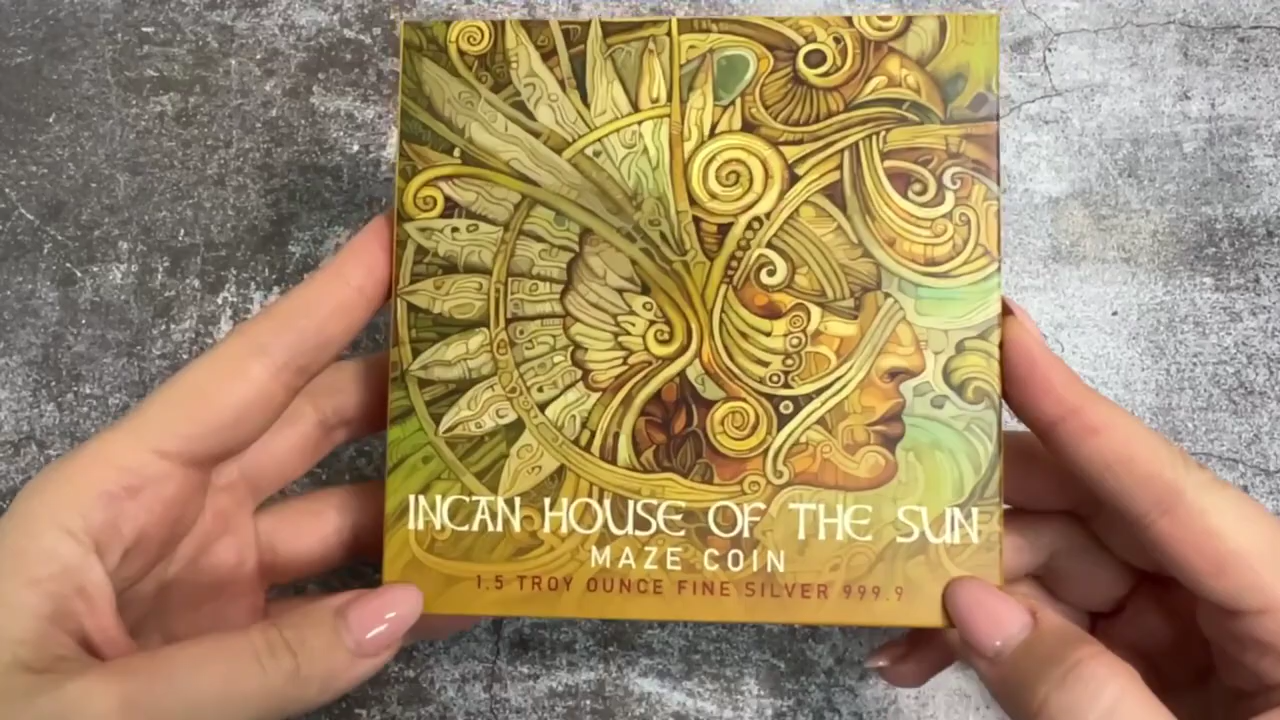 INCAN HOUSE OF THE SUN
MAZE COIN
1.5 TROY OUNCE FINE SILVER 999.9